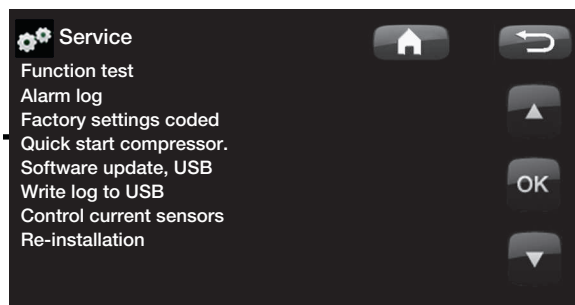 Service
Function test
Alarm log
Factory settings coded
Quick start compressor.
Software update, USB
Write log to USB
OK
Control current sensors
Re-installation